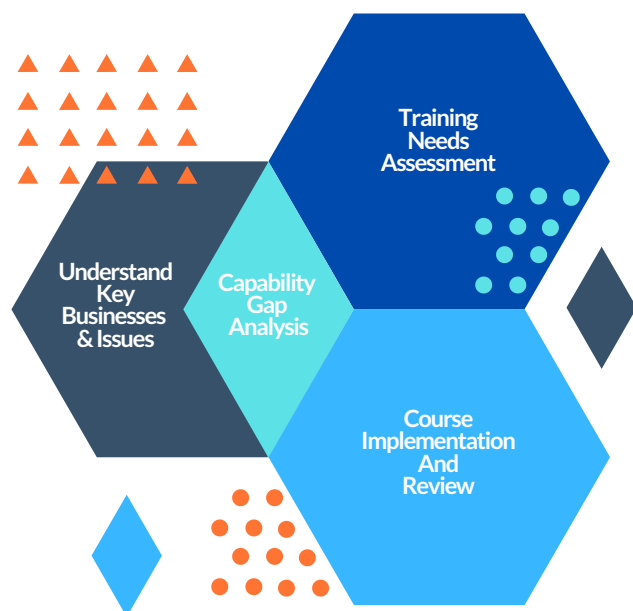 Training
Needs
Assessment
Understand
Key
Businesses
& Issues
Capability
Gap
Analysis
Course
Implementation
And
Review